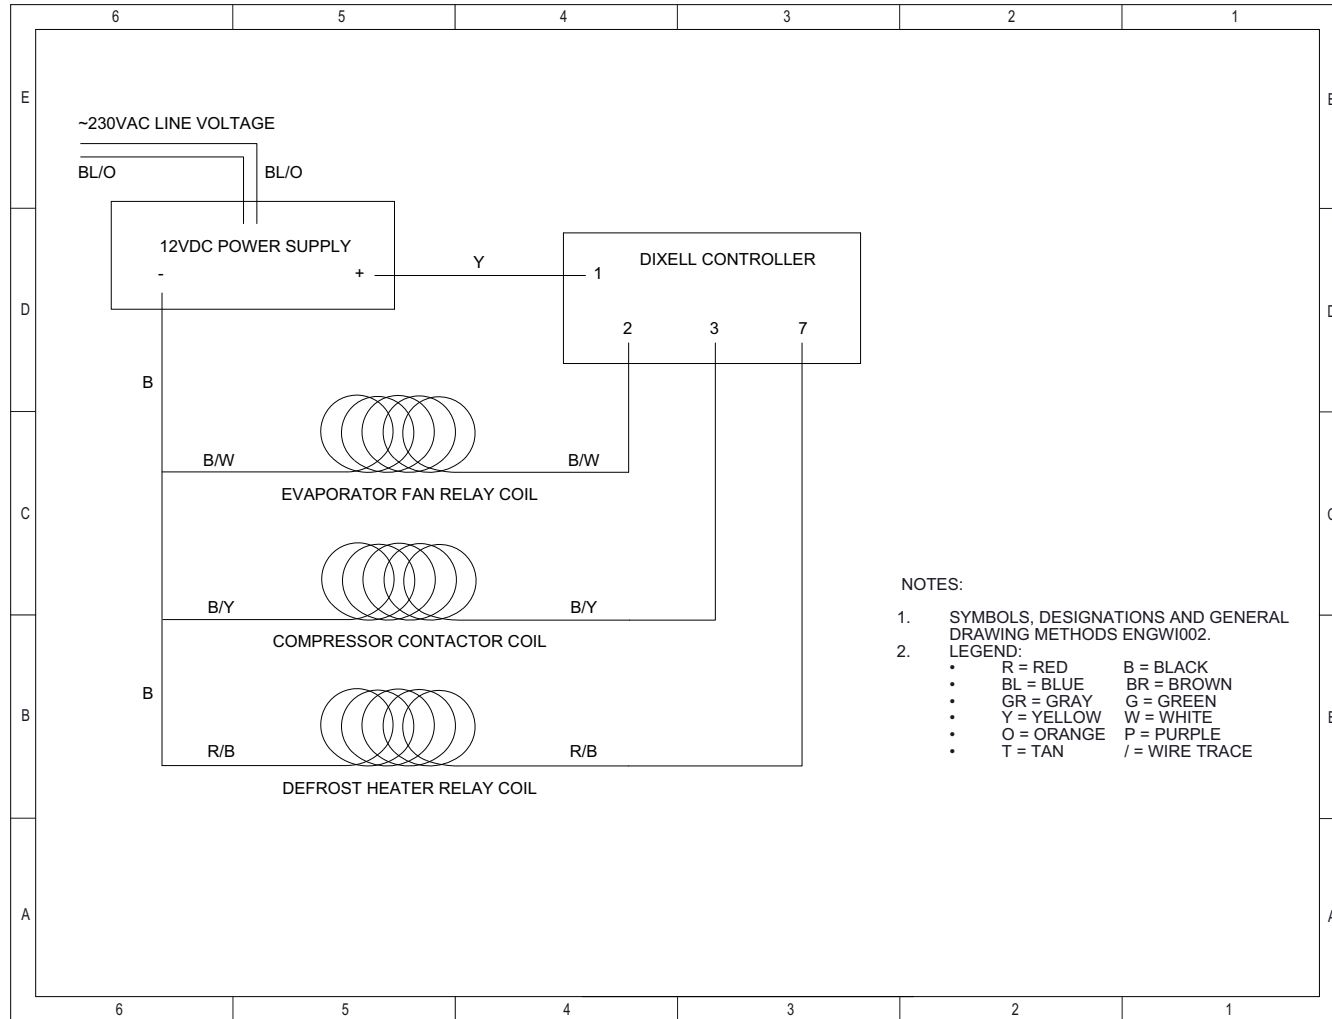 6 5 4 3 2 1
E E
~230VAC LINE VOLTAGE
BL/O BL/O
12VDC POWER SUPPLY
- +
Y
DIXELL CONTROLLER
1
2 3 7
D D
B
B/W B/W
EVAPORATOR FAN RELAY COIL
C C
B/Y B/Y
COMPRESSOR CONTACTOR COIL
B
R/B R/B
DEFROST HEATER RELAY COIL
B B
NOTES:
1. SYMBOLS, DESIGNATIONS AND GENERAL
DRAWING METHODS ENGWI002.
2. LEGEND:
• R = RED B = BLACK
• BL = BLUE BR = BROWN
• GR = GRAY G = GREEN
• Y = YELLOW W = WHITE
• O = ORANGE P = PURPLE
• T = TAN / = WIRE TRACE
A A
6 5 4 3 2 1